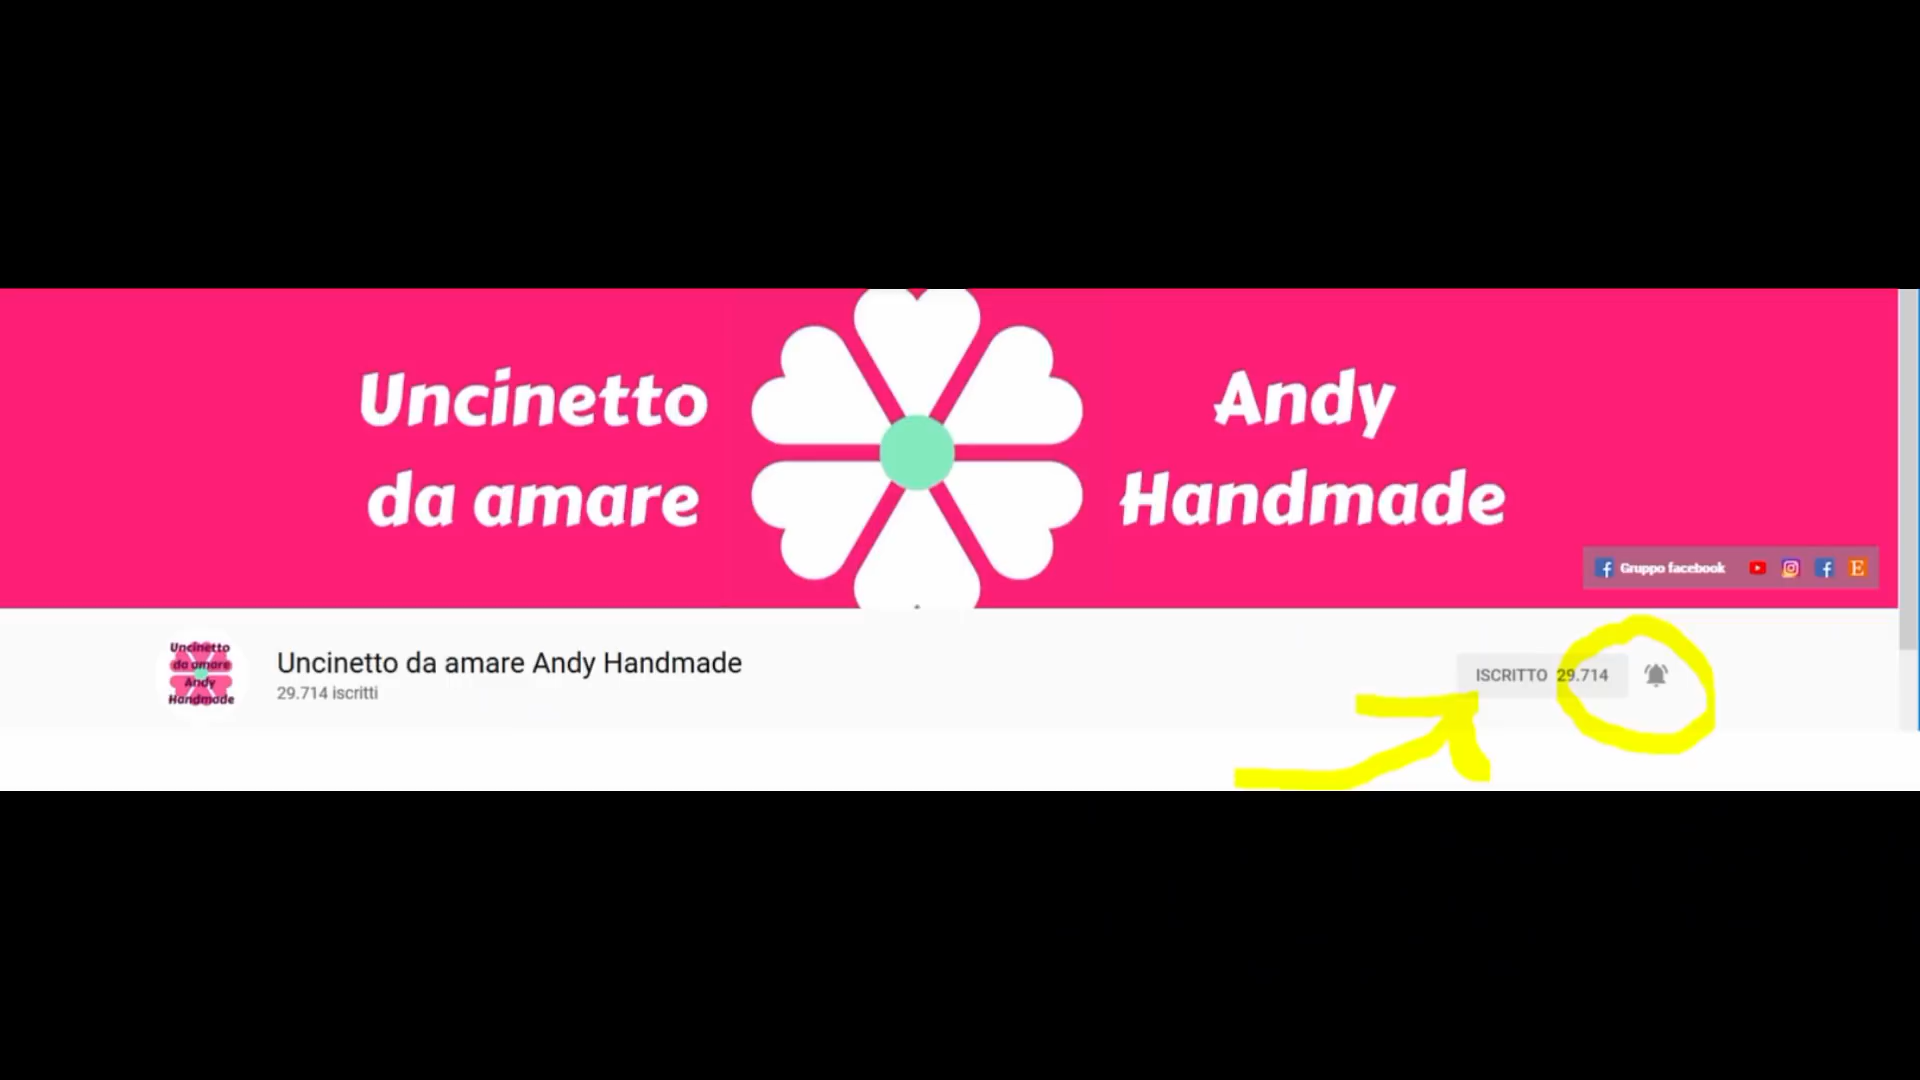 Uncinetto
da amare
Andy
Handmade
Gruppo facebook
Uncinetto
da amare
Andy
Handmade
Uncinetto da amare Andy Handmade
29.714 iscritti
ISCRITTO 29.714